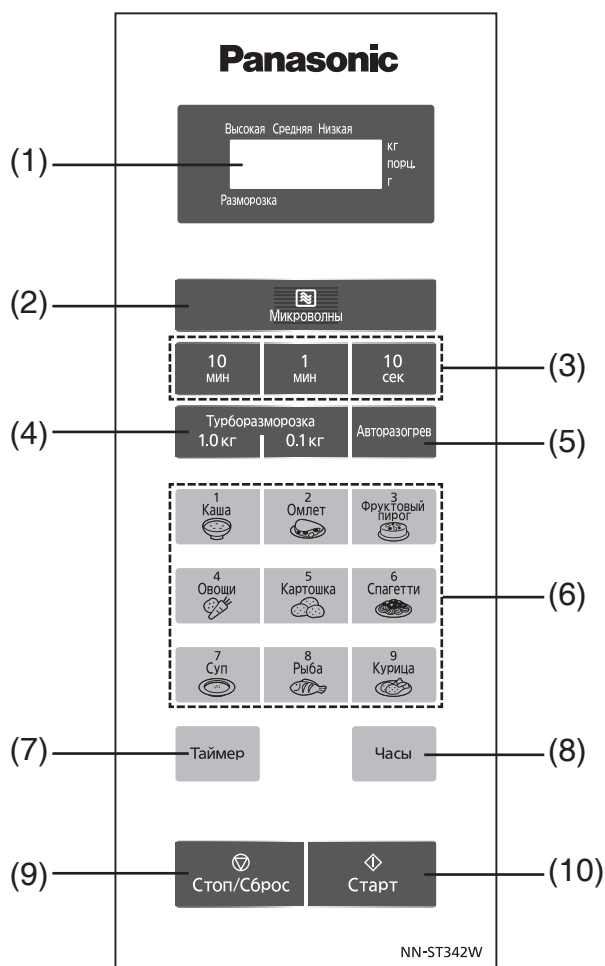 Panasonic
Высокая Средняя Низкая
кг
(1)
порц.
г
Разморозка
(2)
Микроволны
10 мин
1 мин
10 сек
(3)
(4)
Турборазморозка
1.0 кг 0.1 кг
Авторазогрев
(5)
1
Каша
2
Омлет
3
Фруктовый
пирог
4
Овощи
5
Картошка
6
Спагетти
(6)
7
Суп
8
Рыба
9
Курица
(7)
Таймер
Часы
(8)
(9)
Стоп/Сброс
Старт
(10)
NN-ST342W